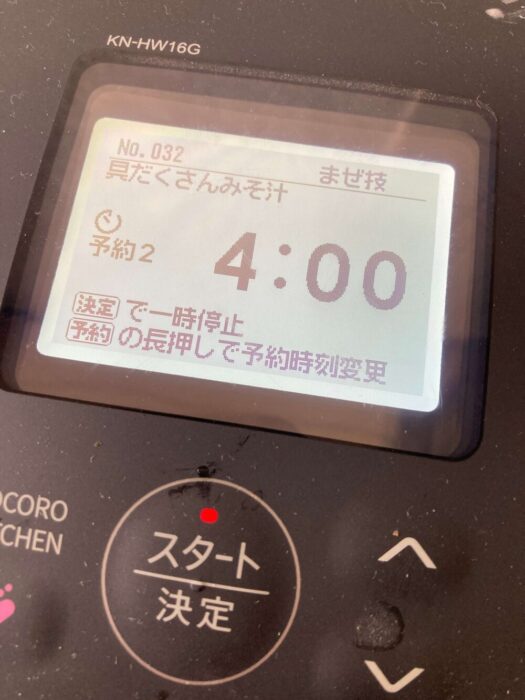 KN-HW16G
No. 032 まぜ技
具だくさんみそ汁
予約2 4:00
決定 で一時停止
予約 の長押しで予約時刻変更
OCORO
TCHEN
スタート
決定